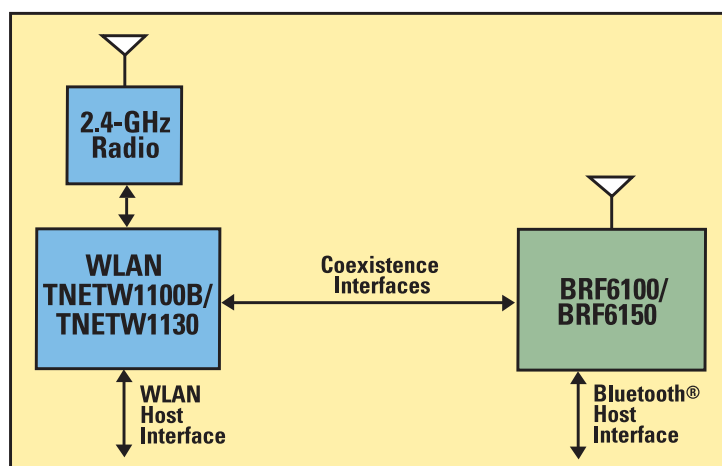 2.4-GHz
Radio
WLAN
TNETW1100B/
TNETW1130
Coexistence
Interfaces
BRF6100/
BRF6150
WLAN
Host
Interface
Bluetooth®
Host
Interface